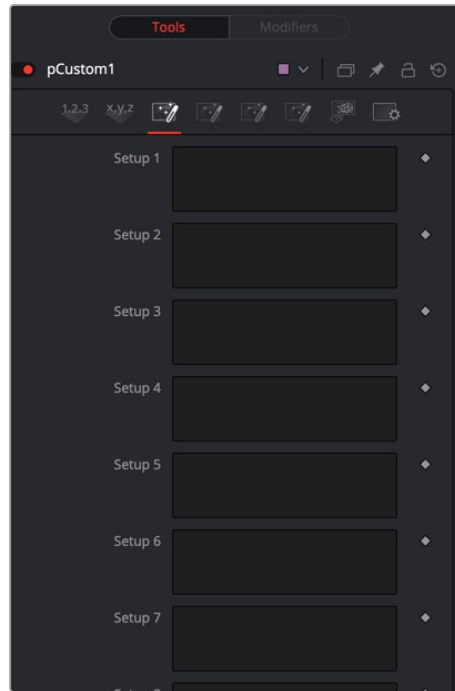 Tools Modifiers
pCustom1
1,2,3 x,y,z
Setup 1
Setup 2
Setup 3
Setup 4
Setup 5
Setup 6
Setup 7